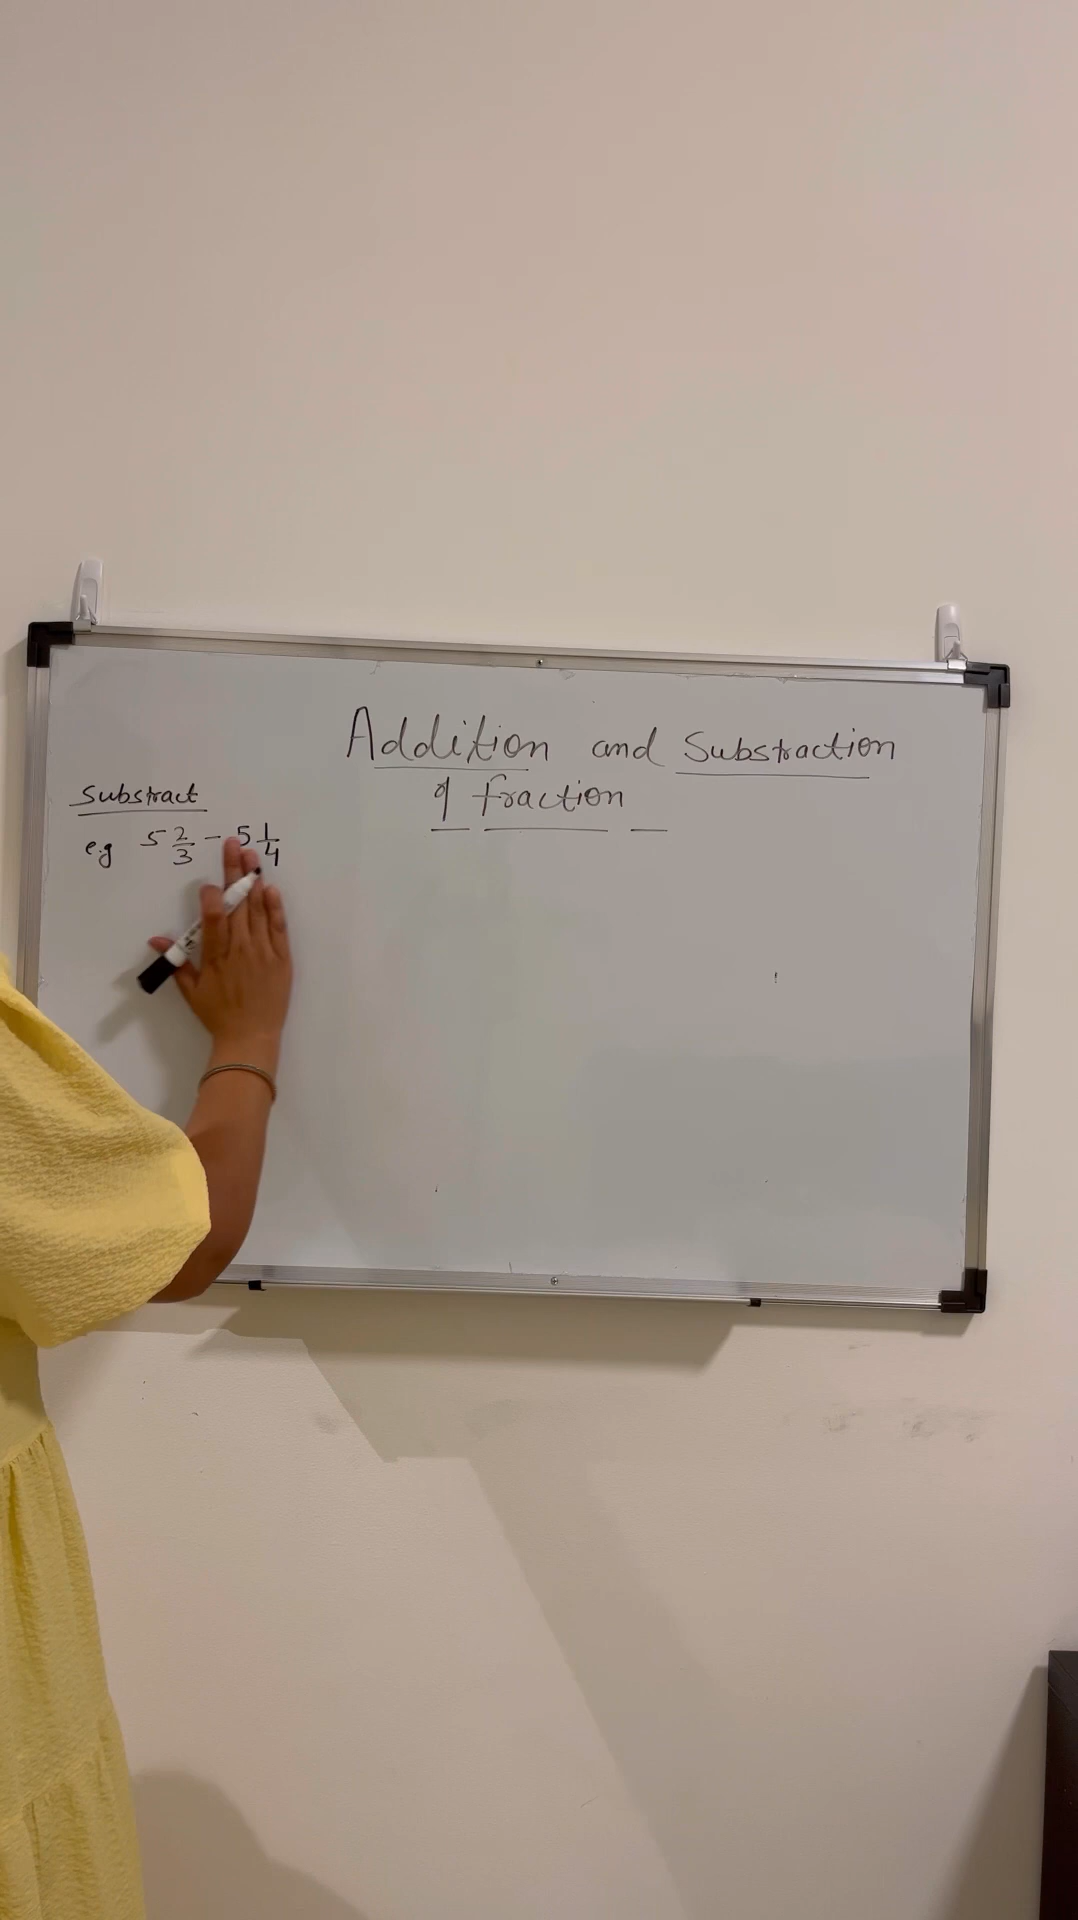 Addition and Substraction
of fraction
Substract
e.g 5 2/3 - 5 1/4